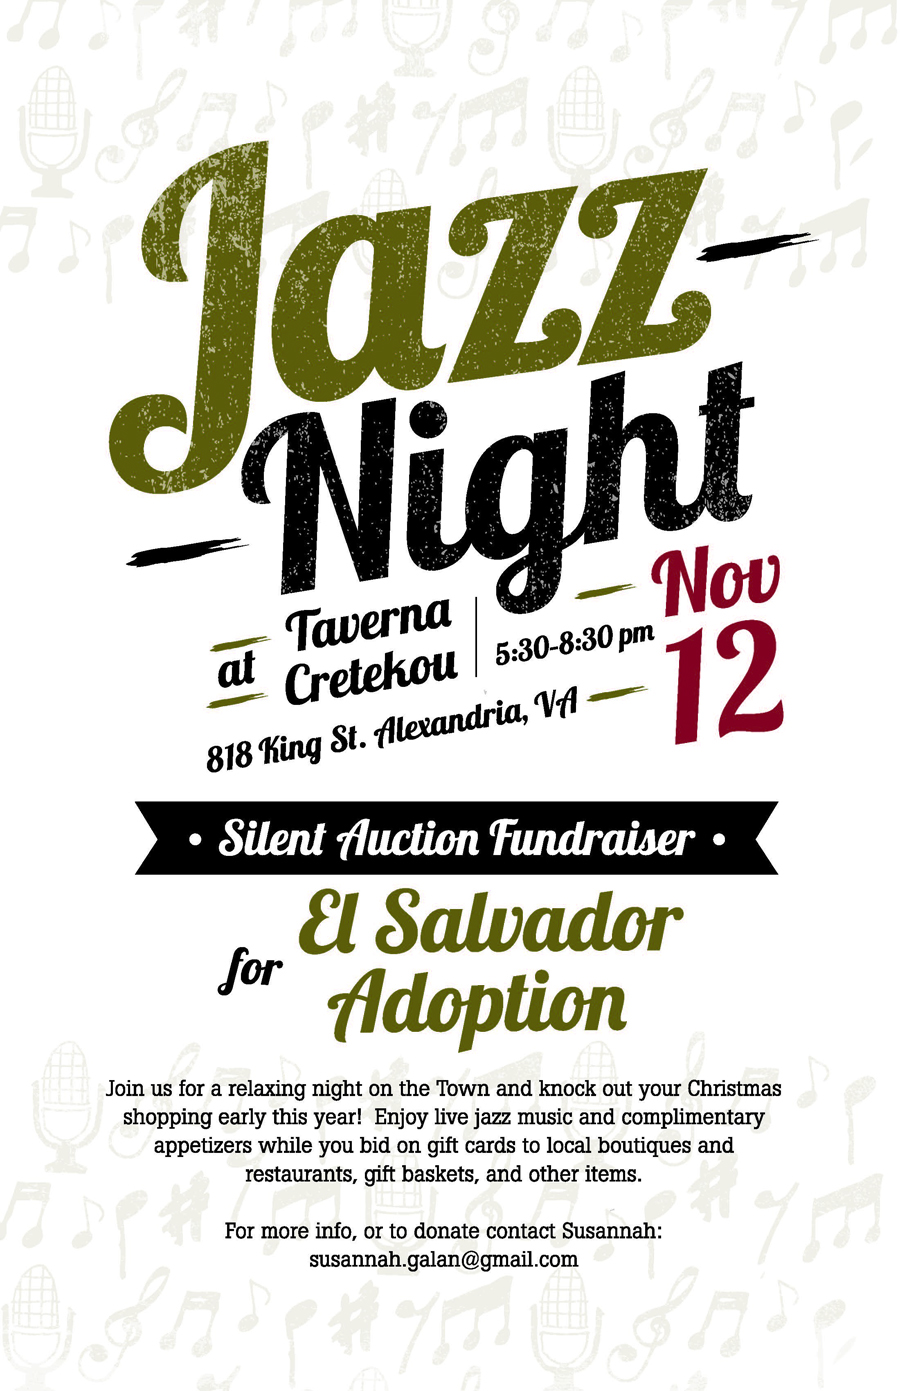 Jazz
Night
Nov
12
at Taverna
Cretekou
5:30-8:30 pm
818 King St. Alexandria, VA
• Silent Auction Fundraiser •
for El Salvador
Adoption
Join us for a relaxing night on the Town and knock out your Christmas
shopping early this year! Enjoy live jazz music and complimentary
appetizers while you bid on gift cards to local boutiques and
restaurants, gift baskets, and other items.
For more info, or to donate contact Susannah:
susannah.galan@gmail.com